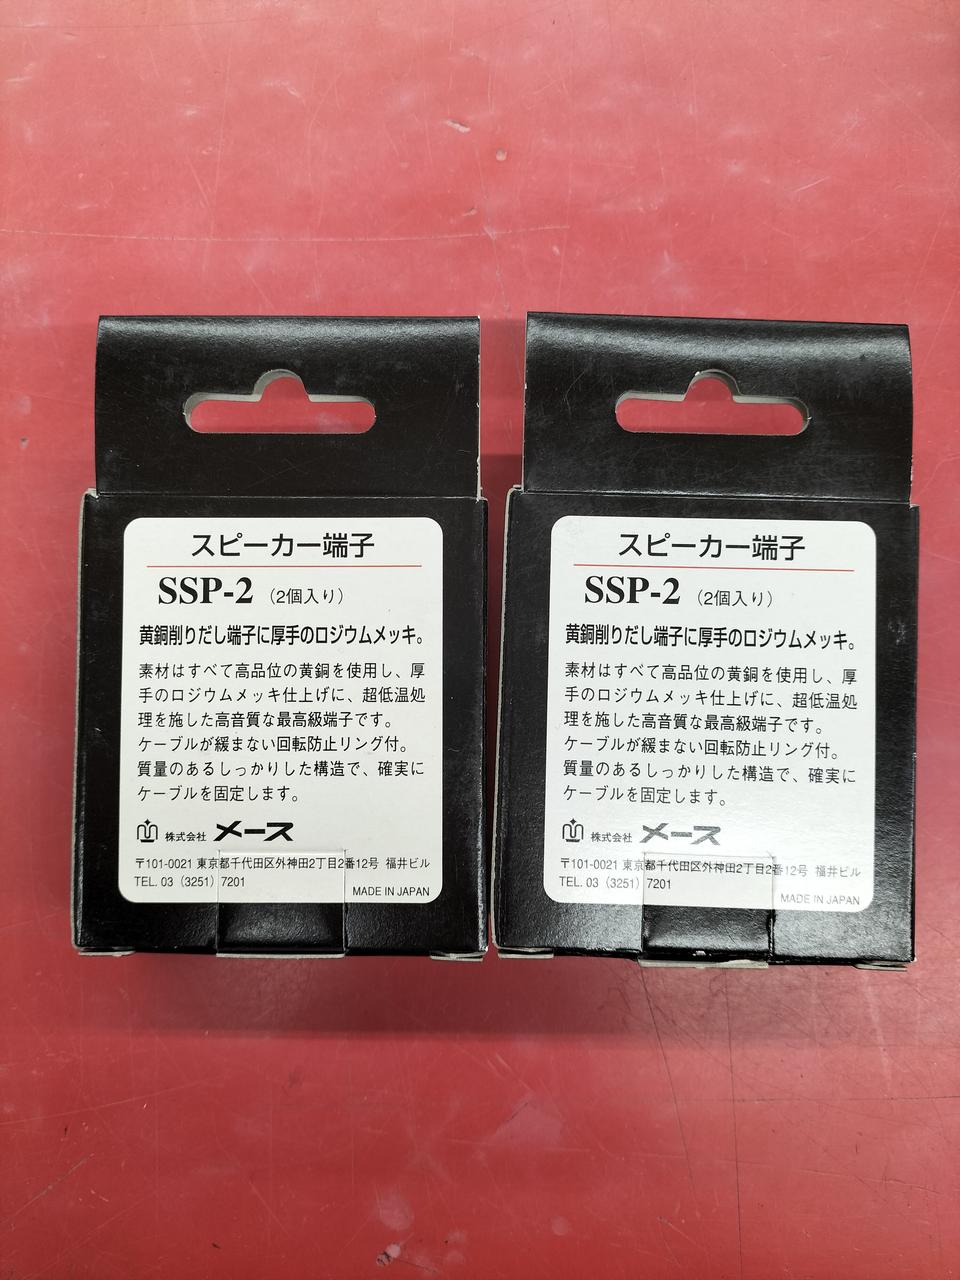 スピーカー端子
SSP-2（2個入り）
黄銅削りだし端子に厚手のロジウムメッキ。
素材はすべて高品位の黄銅を使用し、厚
手のロジウムメッキ仕上げに、超低温処
理を施した高音質な最高級端子です。
ケーブルが緩まない回転防止リング付。
質量のあるしっかりした構造で、確実に
ケーブルを固定します。
株式会社 メース
〒101-0021 東京都千代田区外神田2丁目2番12号 福井ビル
TEL. 03（3251）7201
MADE IN JAPAN
スピーカー端子
SSP-2（2個入り）
黄銅削りだし端子に厚手のロジウムメッキ。
素材はすべて高品位の黄銅を使用し、厚
手のロジウムメッキ仕上げに、超低温処
理を施した高音質な最高級端子です。
ケーブルが緩まない回転防止リング付。
質量のあるしっかりした構造で、確実に
ケーブルを固定します。
株式会社 メース
〒101-0021 東京都千代田区外神田2丁目2番12号 福井ビル
TEL. 03（3251）7201
MADE IN JAPAN